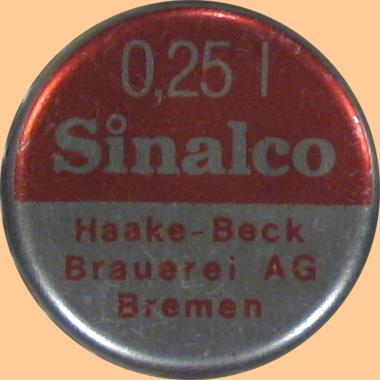 0,25 l
Sinalco
Haake-Beck
Brauerei AG
Bremen